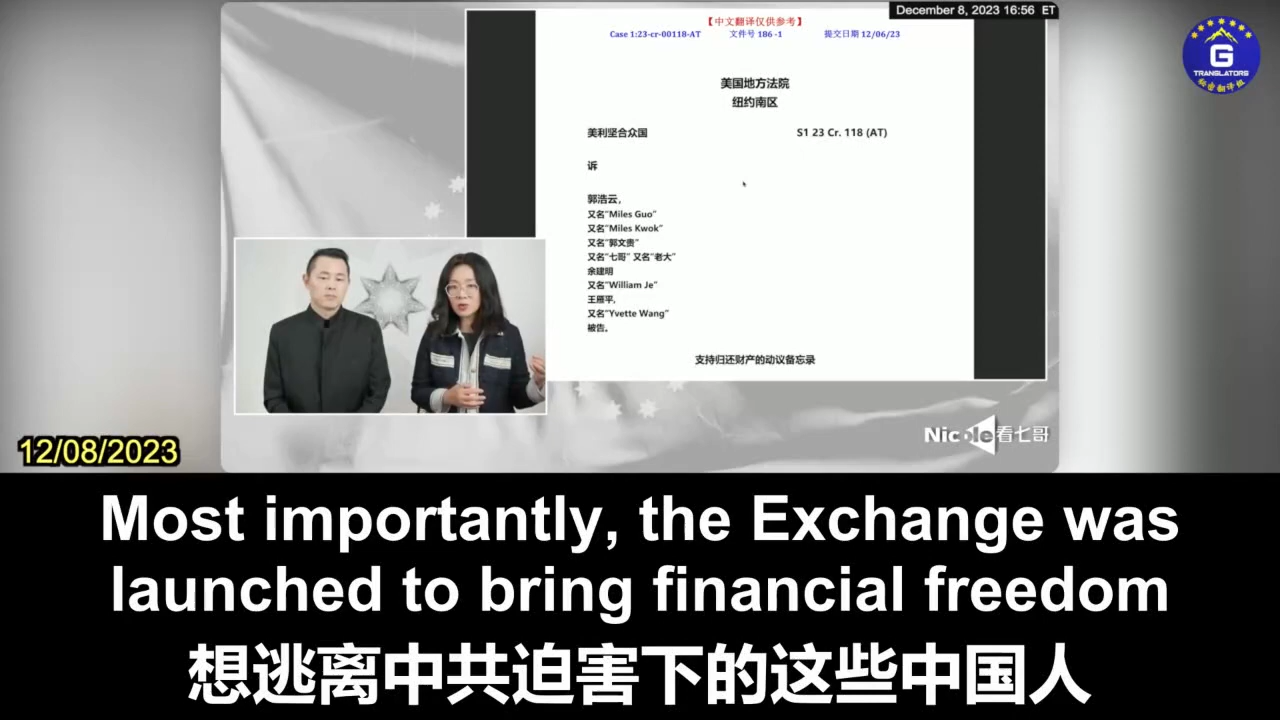 December 8, 2023 16:56 ET
【中文翻译仅供参考】
Case 1:23-cr-00118-AT 文件号 186 -1 提交日期 12/06/23
美国地方法院
纽约南区
美利坚合众国 S1 23 Cr. 118 (AT)
诉
郭浩云,
又名“Miles Guo”
又名“Miles Kwok”
又名“郭文贵”
又名“七哥” 又名“老大”
余建明
又名“William Je”
王雁平,
又名“Yvette Wang”
被告。
支持归还财产的动议备忘录
G
TRANSLATORS
秘密翻译组
Nicole看七哥
12/08/2023
Most importantly, the Exchange was
launched to bring financial freedom
想逃离中共迫害下的这些中国人